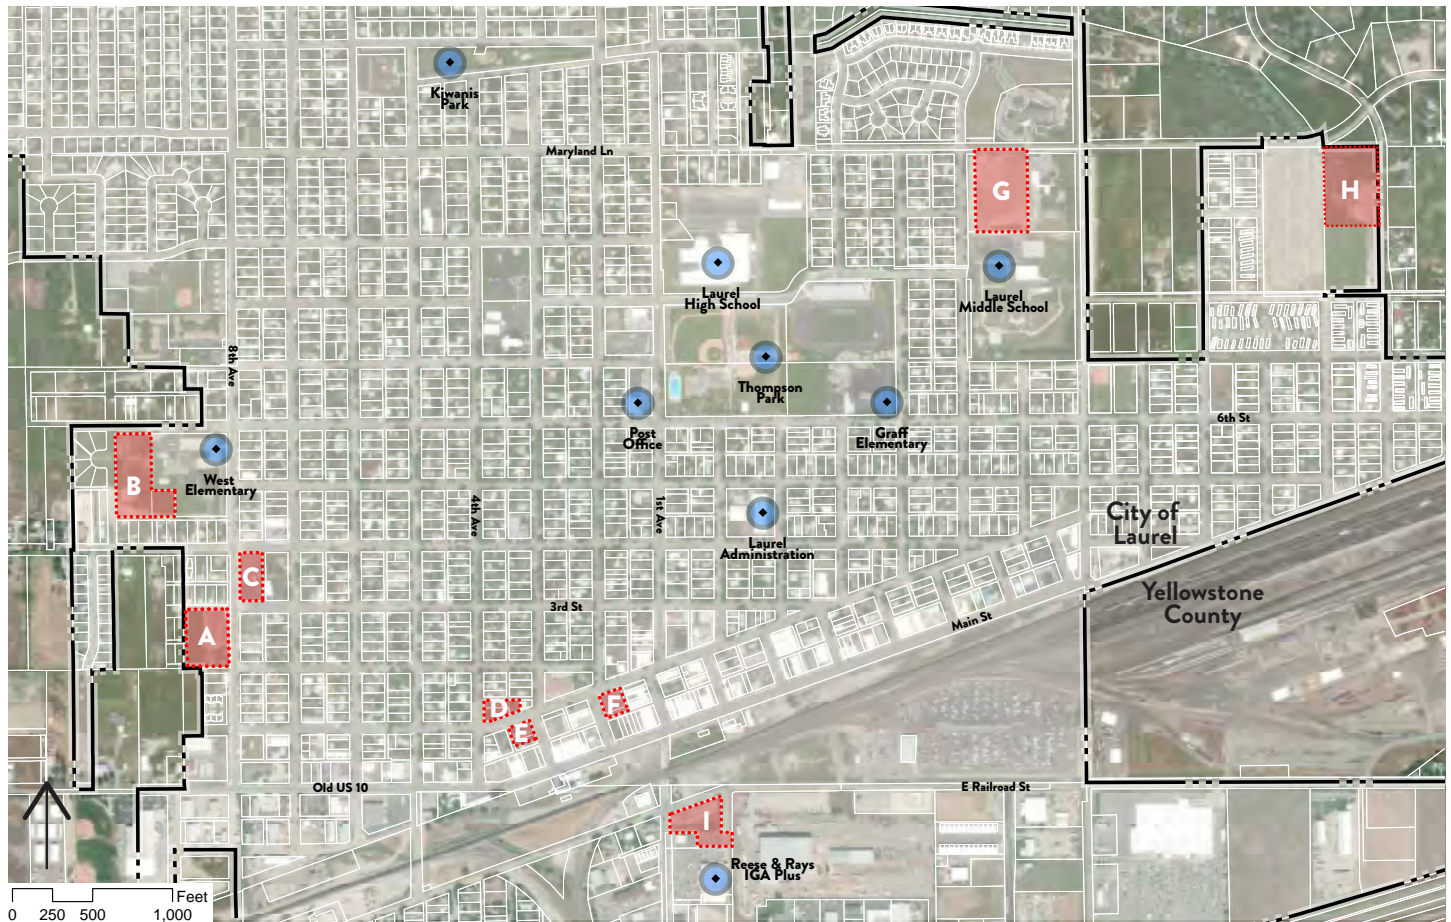 Kiwanis
Park
Maryland Ln
G
H
Laurel
High School
Laurel
Middle School
8th Ave
Thompson
Park
Post
Office
Graff
Elementary
6th St
West
Elementary
B
4th Ave
1st Ave
Laurel
Administration
City of
Laurel
C
Yellowstone
County
3rd St
Main St
A
D
F
E
Old US 10
E Railroad St
I
Reese & Rays
IGA Plus
Feet
0 250 500 1,000